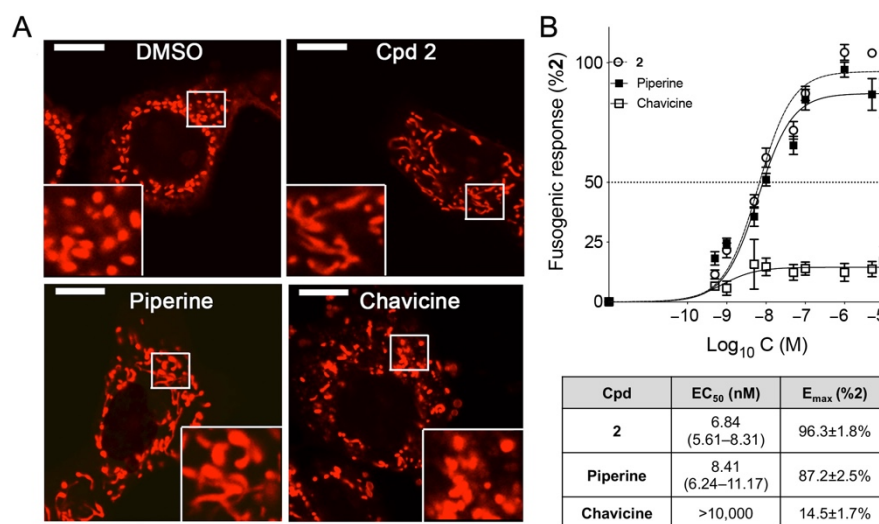 A
DMSO
Cpd 2
Piperine
Chavicine
B
Fusogenic response (%2)
100
75
50
25
0
2
Piperine
Chavicine
−10 −9 −8 −7 −6 −5
Log10 C (M)
Cpd EC50 (nM) Emax (%2)
2 6.84 (5.61–8.31) 96.3±1.8%
Piperine 8.41 (6.24–11.17) 87.2±2.5%
Chavicine >10,000 14.5±1.7%